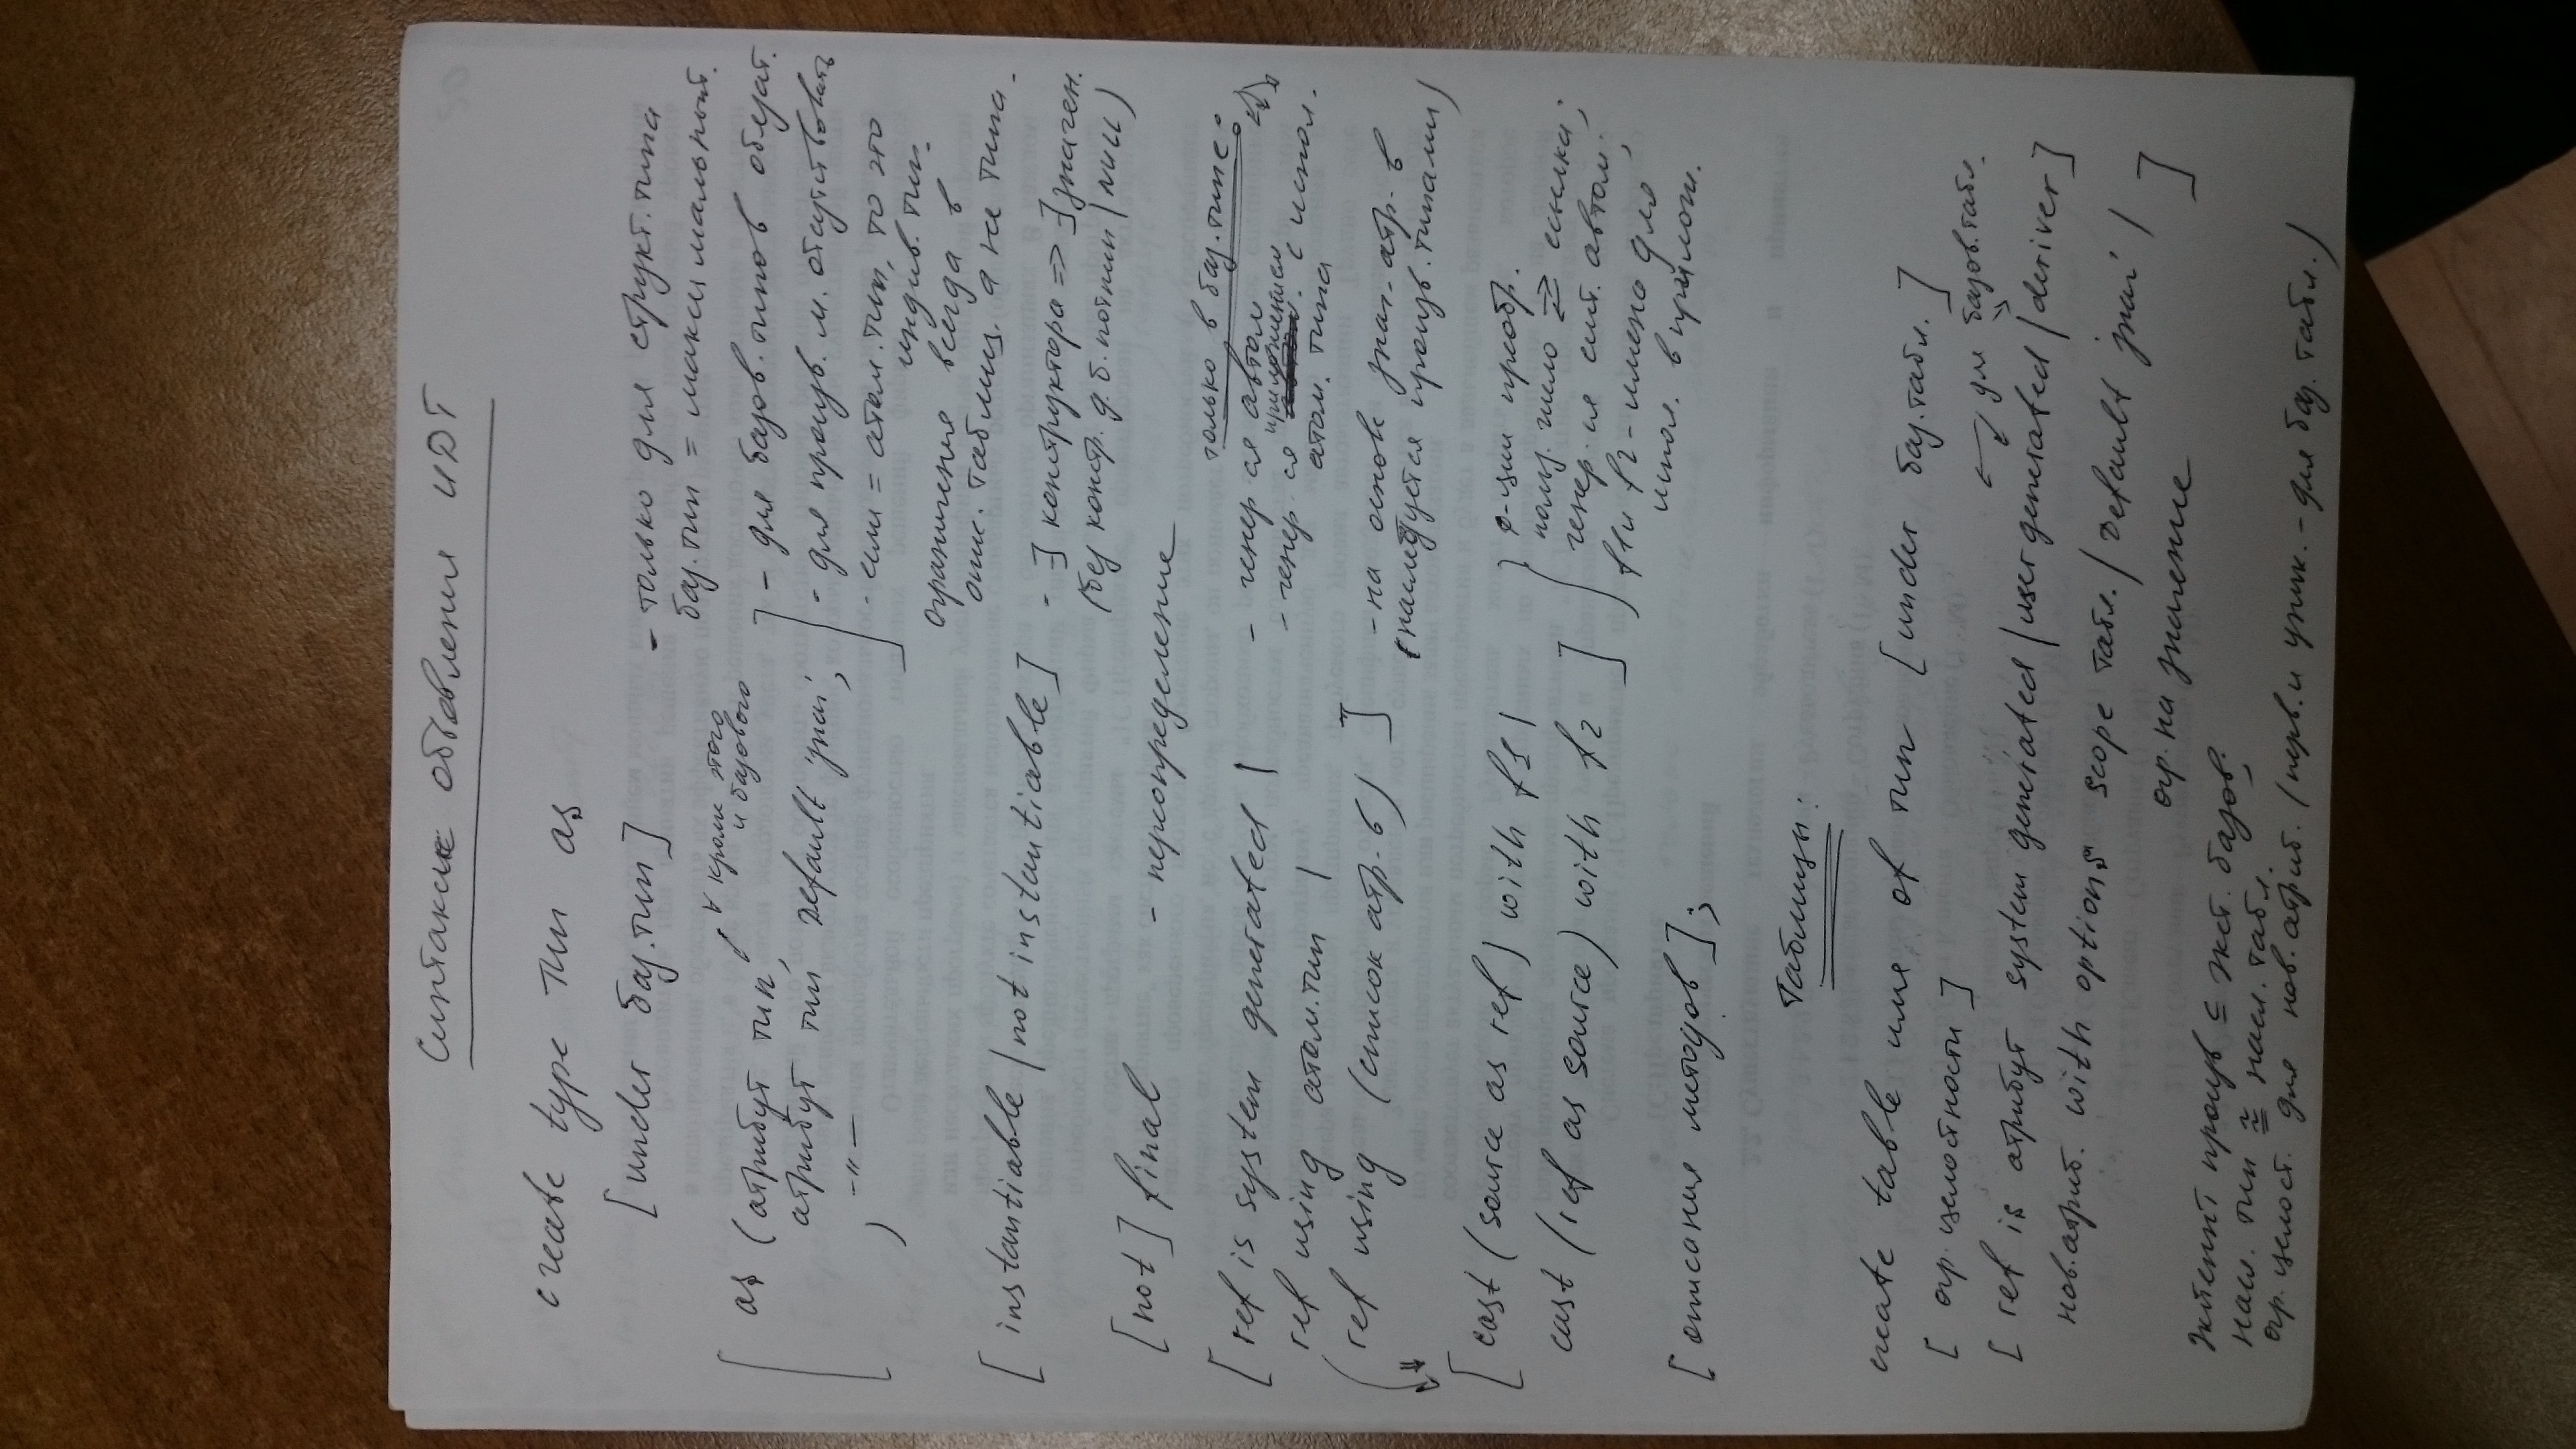 Синтаксис объявления UDT
create type тип as
[under баз.тип]
- только для структ.типа
баз.тип = максимальный.
∀ кроме этого
и базового
as (атрибут тип,
атрибут тип Default 'знач',
-"-
)
- для базов.типов обязат.
- для произв. м. отсутствовать
- если = атом.тип, то это
индив. тип.
ограничения всегда в
опис. таблиц. а не типа.
[instantiable | not instantiable]
- ∃ конструктора => ∃ значен.
(без констр. д.б. подтип | NULL)
[not] final - переопределение
только в баз.типе:
[ref is system generated |
- генер-ся автом
ref using атом.тип |
- генер-ся приложением с испол.
атом. типа
ref using (список атр-в)]
- на основе знач. атр-в
(наследуется произв.типами)
[cast (source as ref) with f1 |
cast (ref as source) with f2]
ф-ции преобр.
польз. число ⇄ ссылка;
генер-ся сист. автом;
f1 и f2 - имена для
испол. в прилож.
[описания методов];
Таблицы:
create table имя of тип [under баз.табл.]
[огр. целостности]
для базов.табл.
[ref is атрибут system generated | user generated | deriver]
нов.атриб. with options scope табл. | Default знач |
огр. на значение ]
экстент произв ⊆ экст. базов;
насл. тип ≅ насл. табл.
огр. целост. для нов. атриб. (перв. и уник. - для баз. табл.)